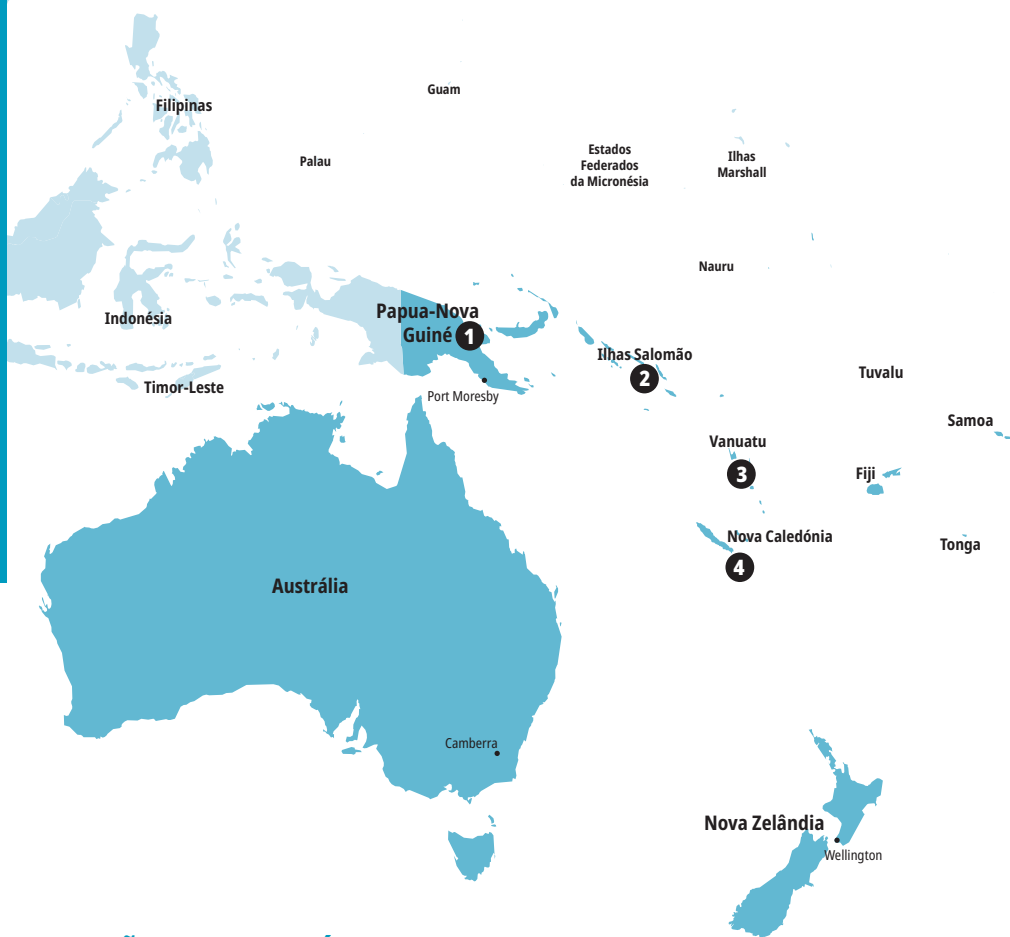 Guam
Filipinas
Estados
Federados
da Micronésia
Ilhas
Marshall
Palau
Nauru
Papua-Nova
Guiné 1
Indonésia
Ilhas Salomão
2
Tuvalu
Timor-Leste
Port Moresby
Samoa
Vanuatu
3
Fiji
Nova Caledónia
4
Tonga
Austrália
Camberra
Nova Zelândia
Wellington